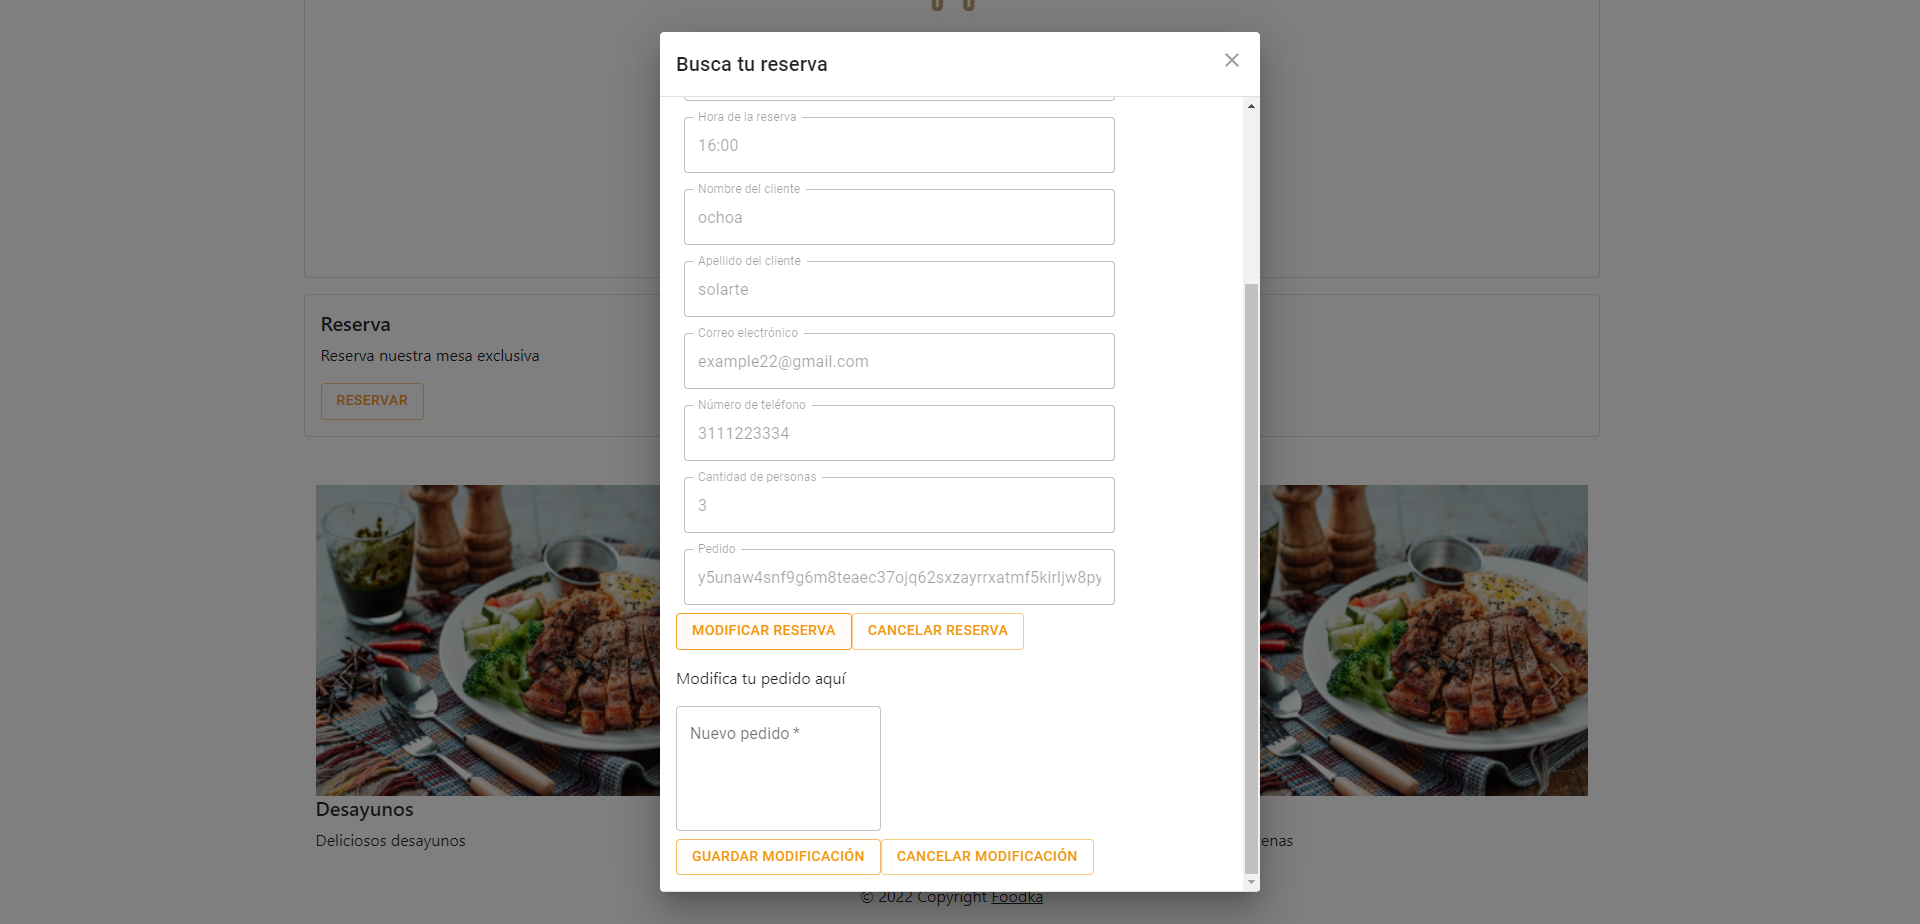 Busca tu reserva
Hora de la reserva
16:00
Nombre del cliente
ochoa
Apellido del cliente
solarte
Correo electrónico
example22@gmail.com
Número de teléfono
3111223334
Cantidad de personas
3
Pedido
y5unaw4snf9g6m8teaec37ojq62sxzayrrxatmf5kirljw8py
MODIFICAR RESERVA
CANCELAR RESERVA
Modifica tu pedido aquí
Nuevo pedido *
GUARDAR MODIFICACIÓN
CANCELAR MODIFICACIÓN
Reserva
Reserva nuestra mesa exclusiva
RESERVAR
Desayunos
Deliciosos desayunos
enas
© 2022 Copyright Foodka